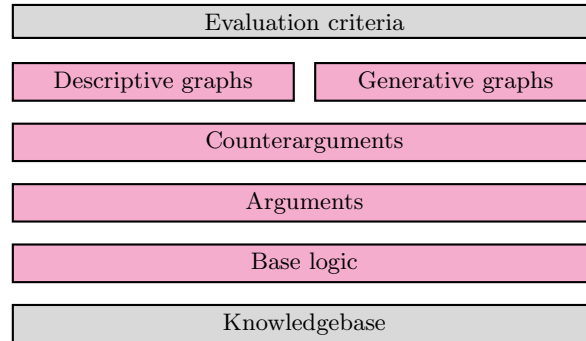 Evaluation criteria
Descriptive graphs
Generative graphs
Counterarguments
Arguments
Base logic
Knowledgebase